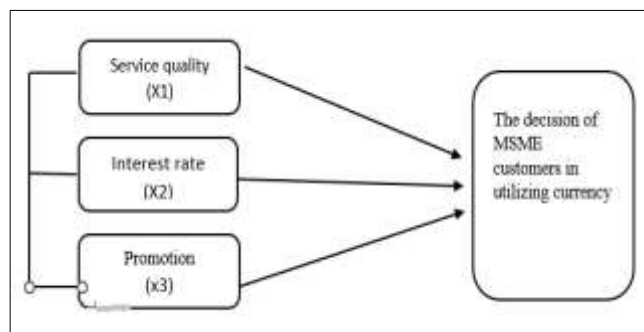 Service quality
(X1)
Interest rate
(X2)
Promotion
(x3)
The decision of
MSME
customers in
utilizing currency